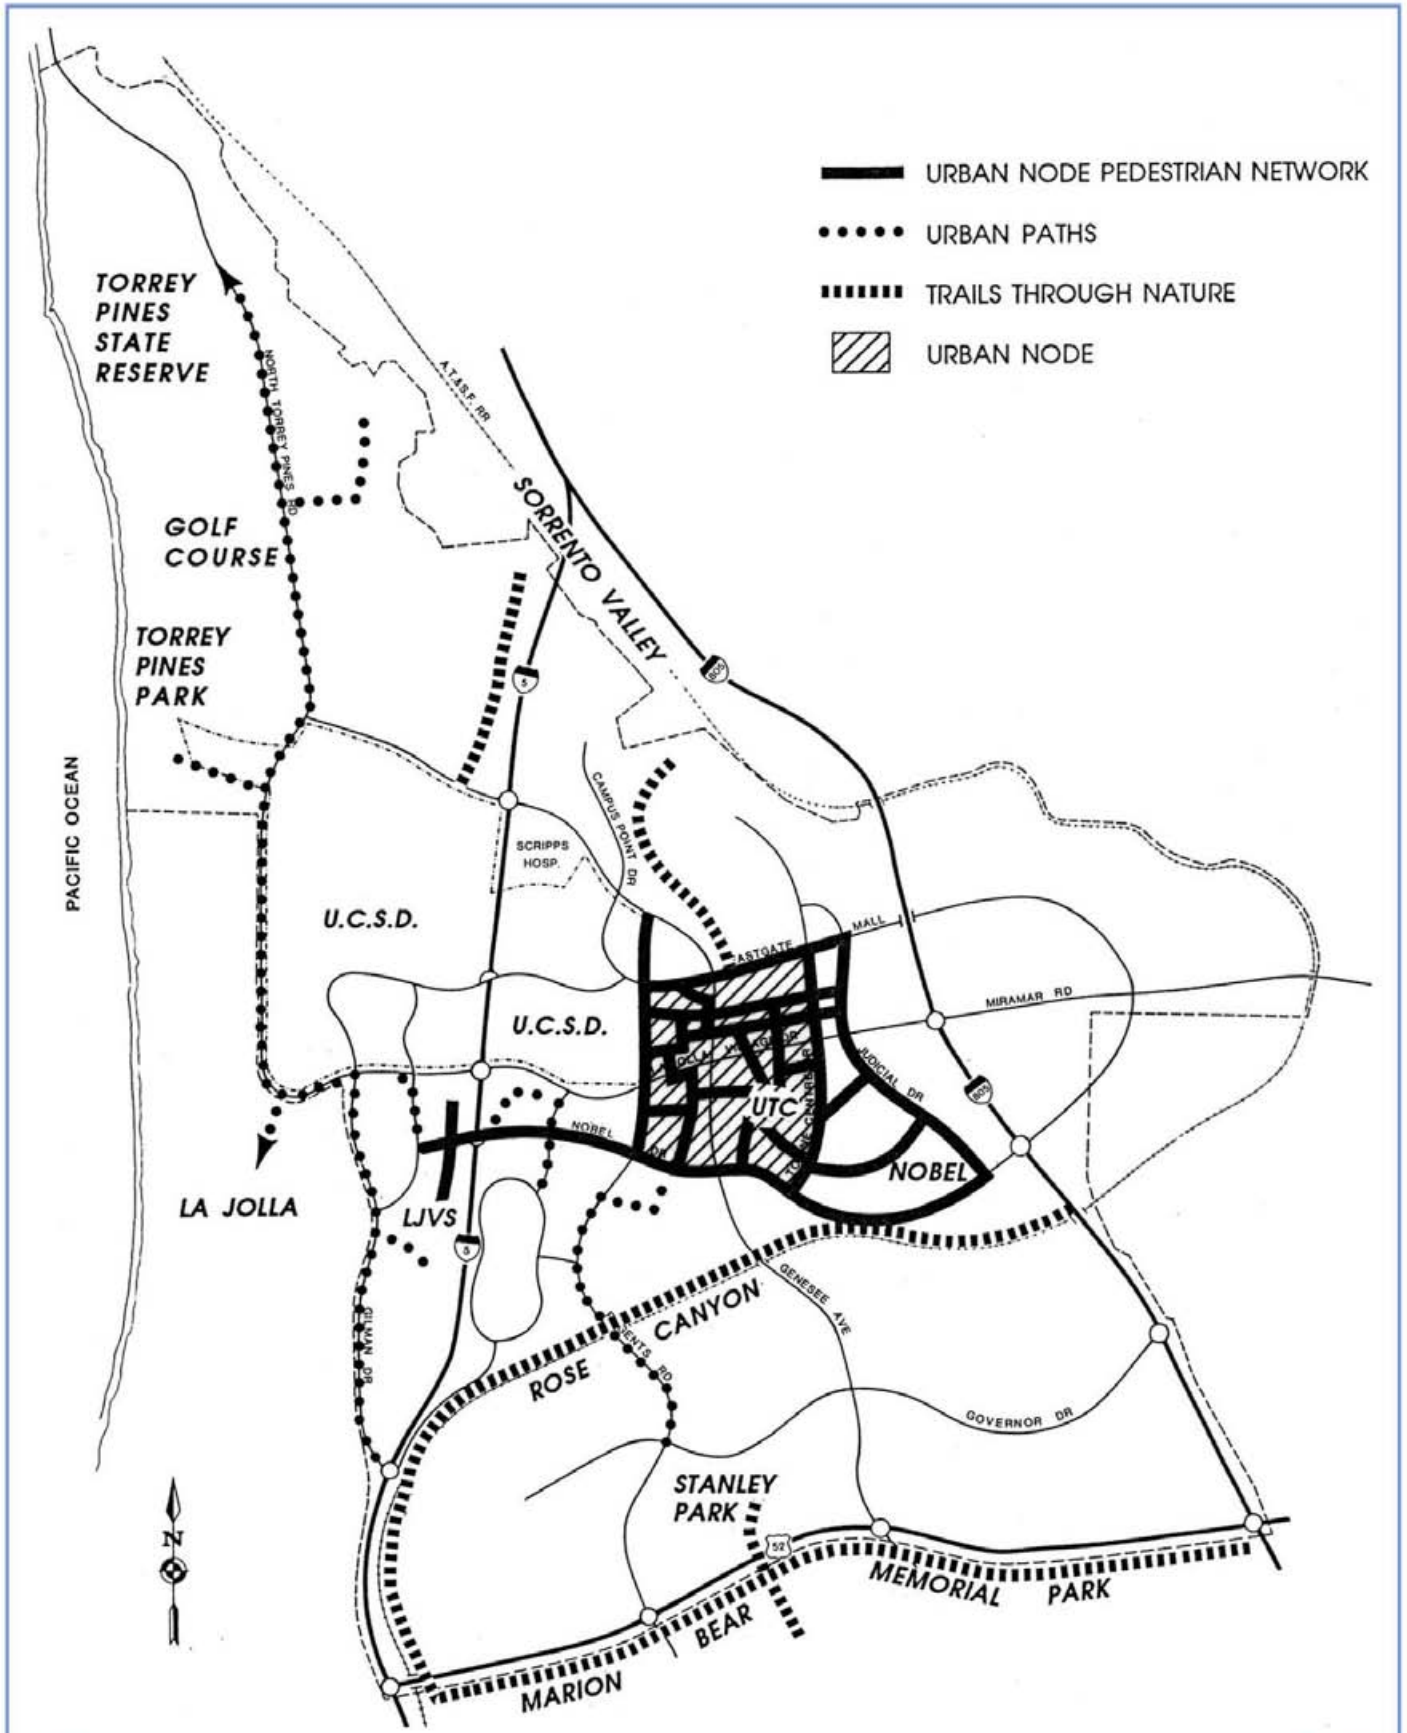 URBAN NODE PEDESTRIAN NETWORK
URBAN PATHS
TRAILS THROUGH NATURE
URBAN NODE
TORREY
PINES
STATE
RESERVE
NORTH TORREY PINES RD
A.T.&S.F. RR
SORRENTO VALLEY
GOLF
COURSE
TORREY
PINES
PARK
5
805
PACIFIC OCEAN
CAMPUS POINT DR
SCRIPPS
HOSP.
U.C.S.D.
EASTGATE MALL
MIRAMAR RD
U.C.S.D.
JUDICIAL DR
805
UTC
NOBEL DR
NOBEL
LA JOLLA
LJVS
5
GENESEE AVE
ROSE CANYON
GILMAN DR
GOVERNOR DR
STANLEY
PARK
N
52
MARION BEAR MEMORIAL PARK